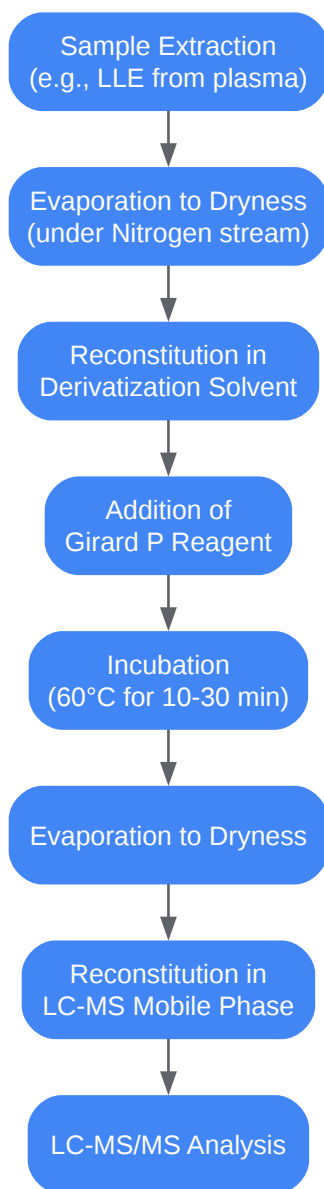 Sample Extraction
(e.g., LLE from plasma)
Evaporation to Dryness
(under Nitrogen stream)
Reconstitution in
Derivatization Solvent
Addition of
Girard P Reagent
Incubation
(60°C for 10-30 min)
Evaporation to Dryness
Reconstitution in
LC-MS Mobile Phase
LC-MS/MS Analysis